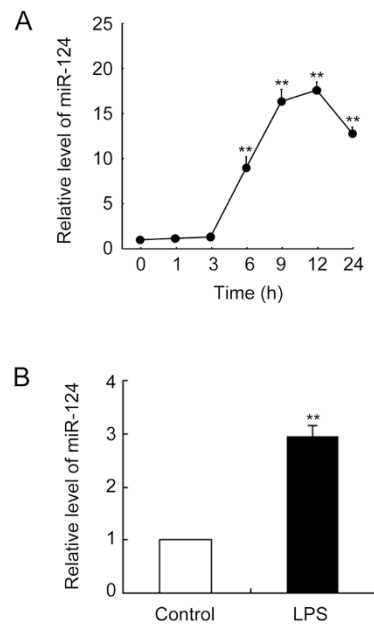 A
Relative level of miR-124
25
20
15
10
5
0
**
**
**
**
0 1 3 6 9 12 24
Time (h)
B
Relative level of miR-124
4
3
1
1
0
**
Control LPS